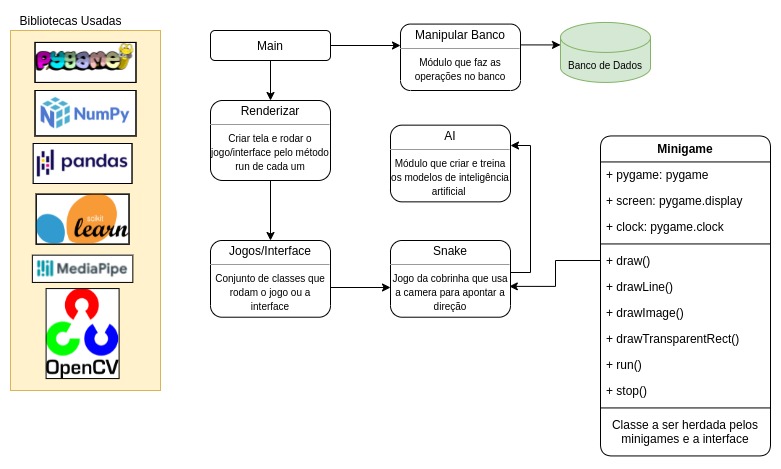 Bibliotecas Usadas
pygame
NumPy
pandas
scikit
learn
MediaPipe
OpenCV
Main
Manipular Banco
Módulo que faz as
operações no banco
Banco de Dados
Renderizar
Criar tela e rodar o
jogo/interface pelo método
run de cada um
AI
Módulo que criar e treina
os modelos de inteligência
artificial
Jogos/Interface
Conjunto de classes que
rodam o jogo ou a
interface
Snake
Jogo da cobrinha que usa
a camera para apontar a
direção
Minigame
+ pygame: pygame
+ screen: pygame.display
+ clock: pygame.clock
+ draw()
+ drawLine()
+ drawImage()
+ drawTransparentRect()
+ run()
+ stop()
Classe a ser herdada pelos
minigames e a interface